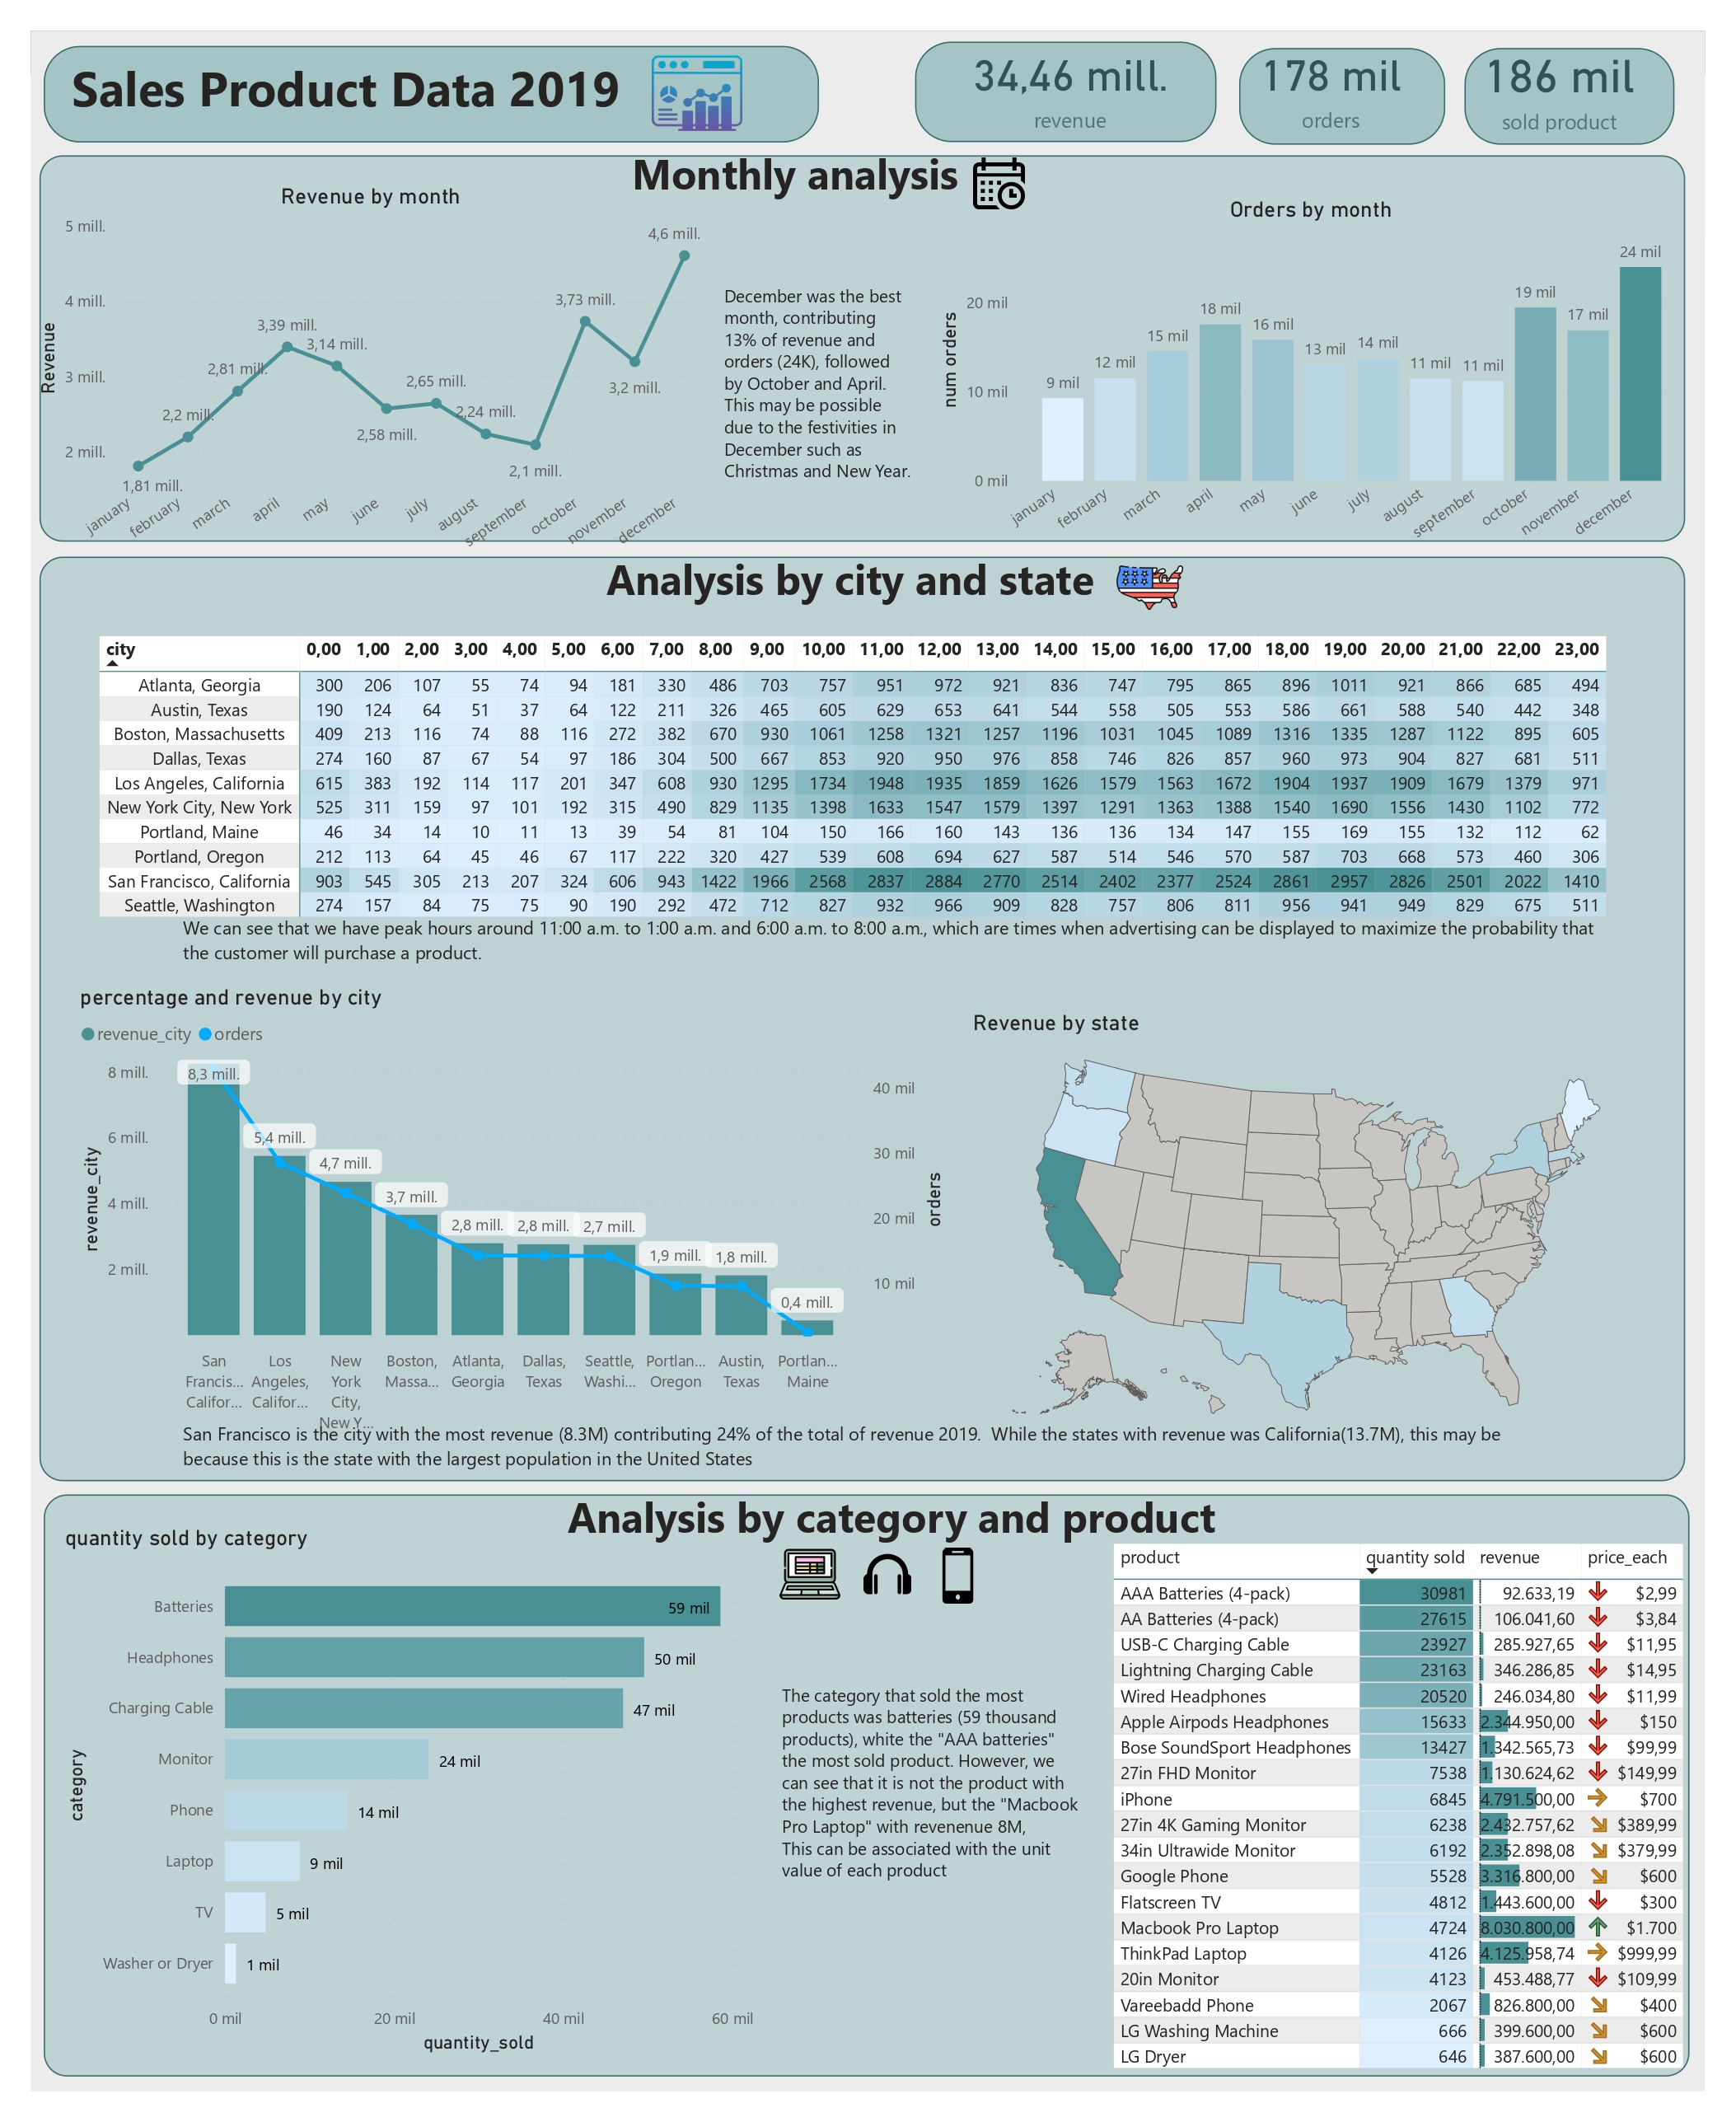 Sales Product Data 2019
34,46 mill.
revenue
178 mil
orders
186 mil
sold product
Monthly analysis
Revenue by month
5 mill.
4 mill.
3 mill.
2 mill.
Revenue
1,81 mill.
2,2 mill.
2,81 mill.
3,39 mill.
3,14 mill.
2,58 mill.
2,65 mill.
2,24 mill.
2,1 mill.
3,73 mill.
3,2 mill.
4,6 mill.
january
february
march
april
may
june
july
august
september
october
november
december
December was the best
month, contributing
13% of revenue and
orders (24K), followed
by October and April.
This may be possible
due to the festivities in
December such as
Christmas and New Year.
Orders by month
num orders
20 mil
10 mil
0 mil
9 mil
12 mil
15 mil
18 mil
16 mil
13 mil
14 mil
11 mil
11 mil
19 mil
17 mil
24 mil
january
february
march
april
may
june
july
august
september
october
november
december
Analysis by city and state
city 0,00 1,00 2,00 3,00 4,00 5,00 6,00 7,00 8,00 9,00 10,00 11,00 12,00 13,00 14,00 15,00 16,00 17,00 18,00 19,00 20,00 21,00 22,00 23,00
Atlanta, Georgia 300 206 107 55 74 94 181 330 486 703 757 951 972 921 836 747 795 865 896 1011 921 866 685 494
Austin, Texas 190 124 64 51 37 64 122 211 326 465 605 629 653 641 544 558 505 553 586 661 588 540 442 348
Boston, Massachusetts 409 213 116 74 88 116 272 382 670 930 1061 1258 1321 1257 1196 1031 1045 1089 1316 1335 1287 1122 895 605
Dallas, Texas 274 160 87 67 54 97 186 304 500 667 853 920 950 976 858 746 826 857 960 973 904 827 681 511
Los Angeles, California 615 383 192 114 117 201 347 608 930 1295 1734 1948 1935 1859 1626 1579 1563 1672 1904 1937 1909 1679 1379 971
New York City, New York 525 311 159 97 101 192 315 490 829 1135 1398 1633 1547 1579 1397 1291 1363 1388 1540 1690 1556 1430 1102 772
Portland, Maine 46 34 14 10 11 13 39 54 81 104 150 166 160 143 136 136 134 147 155 169 155 132 112 62
Portland, Oregon 212 113 64 45 46 67 117 222 320 427 539 608 694 627 587 514 546 570 587 703 668 573 460 306
San Francisco, California 903 545 305 213 207 324 606 943 1422 1966 2568 2837 2884 2770 2514 2402 2377 2524 2861 2957 2826 2501 2022 1410
Seattle, Washington 274 157 84 75 75 90 190 292 472 712 827 932 966 909 828 757 806 811 956 941 949 829 675 511
We can see that we have peak hours around 11:00 a.m. to 1:00 a.m. and 6:00 a.m. to 8:00 a.m., which are times when advertising can be displayed to maximize the probability that
the customer will purchase a product.
percentage and revenue by city
revenue_city orders
8 mill.
6 mill.
4 mill.
2 mill.
revenue_city
8,3 mill.
5,4 mill.
4,7 mill.
3,7 mill.
2,8 mill.
2,8 mill.
2,7 mill.
1,9 mill.
1,8 mill.
0,4 mill.
40 mil
30 mil
20 mil
10 mil
orders
San
Francis...
Califor...
Los
Angeles,
Califor...
New
York
City,
New Y...
Boston,
Massa...
Atlanta,
Georgia
Dallas,
Texas
Seattle,
Washi...
Portlan...
Oregon
Austin,
Texas
Portlan...
Maine
Revenue by state
San Francisco is the city with the most revenue (8.3M) contributing 24% of the total of revenue 2019. While the states with revenue was California(13.7M), this may be
because this is the state with the largest population in the United States
Analysis by category and product
quantity sold by category
category
Batteries 59 mil
Headphones 50 mil
Charging Cable 47 mil
Monitor 24 mil
Phone 14 mil
Laptop 9 mil
TV 5 mil
Washer or Dryer 1 mil
0 mil 20 mil 40 mil 60 mil
quantity_sold
The category that sold the most
products was batteries (59 thousand
products), white the "AAA batteries"
the most sold product. However, we
can see that it is not the product with
the highest revenue, but the "Macbook
Pro Laptop" with revenenue 8M,
This can be associated with the unit
value of each product
product quantity sold revenue price_each
AAA Batteries (4-pack) 30981 92.633,19 $2,99
AA Batteries (4-pack) 27615 106.041,60 $3,84
USB-C Charging Cable 23927 285.927,65 $11,95
Lightning Charging Cable 23163 346.286,85 $14,95
Wired Headphones 20520 246.034,80 $11,99
Apple Airpods Headphones 15633 2.344.950,00 $150
Bose SoundSport Headphones 13427 1.342.565,73 $99,99
27in FHD Monitor 7538 1.130.624,62 $149,99
iPhone 6845 4.791.500,00 $700
27in 4K Gaming Monitor 6238 2.432.757,62 $389,99
34in Ultrawide Monitor 6192 2.352.898,08 $379,99
Google Phone 5528 3.316.800,00 $600
Flatscreen TV 4812 1.443.600,00 $300
Macbook Pro Laptop 4724 8.030.800,00 $1.700
ThinkPad Laptop 4126 4.125.958,74 $999,99
20in Monitor 4123 453.488,77 $109,99
Vareebadd Phone 2067 826.800,00 $400
LG Washing Machine 666 399.600,00 $600
LG Dryer 646 387.600,00 $600